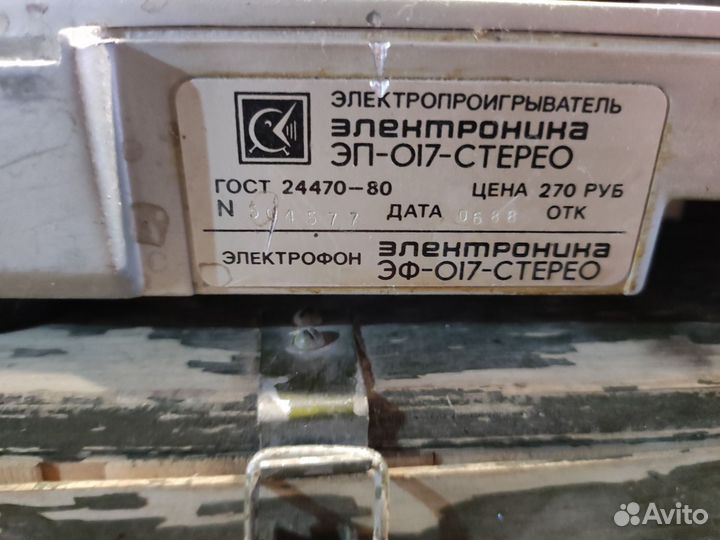 ЭЛЕКТРОПРОИГРЫВАТЕЛЬ
электроника
ЭП-017-СТЕРЕО
ГОСТ 24470-80 ЦЕНА 270 РУБ
N ДАТА 0688 ОТК
ЭЛЕКТРОФОН электроника
ЭФ-017-СТЕРЕО
Avito